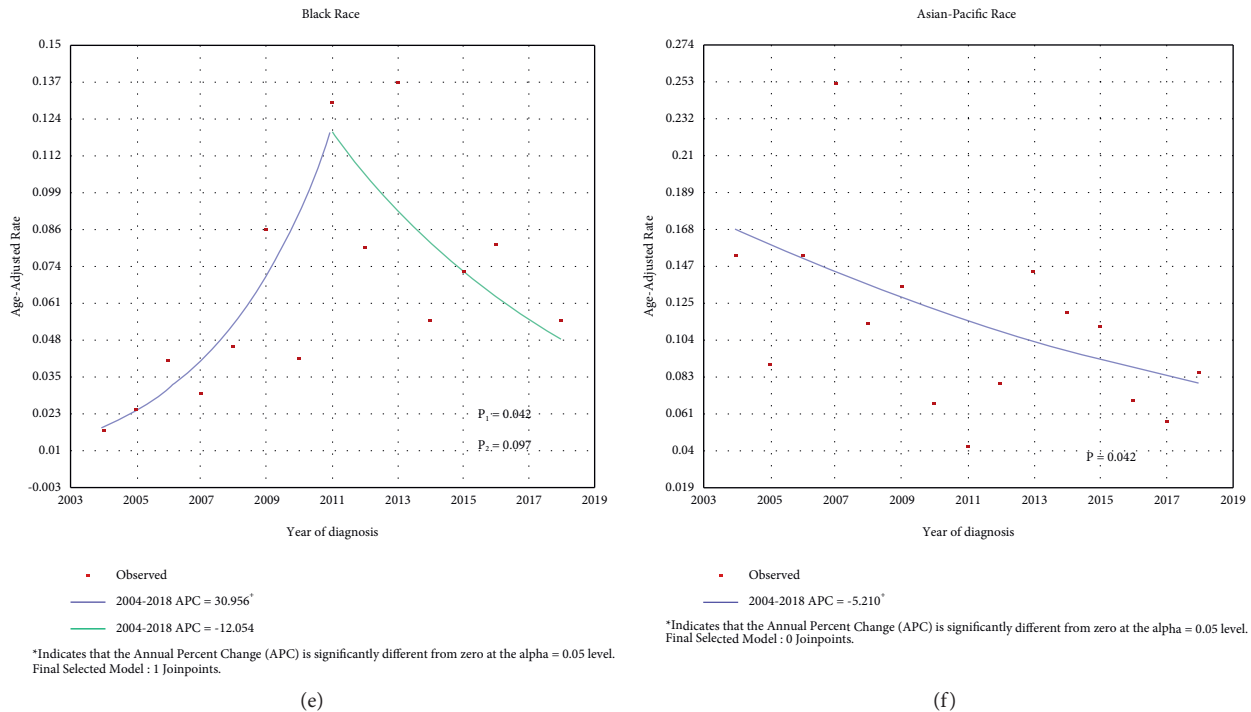 Black Race
0.15
0.137
0.124
0.112
0.099
0.086
0.074
0.061
0.048
0.035
0.023
0.01
-0.003
Age-Adjusted Rate
P1 = 0.042
P2 = 0.097
2003 2005 2007 2009 2011 2013 2015 2017 2019
Year of diagnosis
Observed
2004-2018 APC = 30.956*
2004-2018 APC = -12.054
*Indicates that the Annual Percent Change (APC) is significantly different from zero at the alpha = 0.05 level.
Final Selected Model : 1 Joinpoints.
(e)
Asian-Pacific Race
0.274
0.253
0.232
0.21
0.189
0.168
0.147
0.125
0.104
0.083
0.061
0.04
0.019
Age-Adjusted Rate
P = 0.042
2003 2005 2007 2009 2011 2013 2015 2017 2019
Year of diagnosis
Observed
2004-2018 APC = -5.210*
*Indicates that the Annual Percent Change (APC) is significantly different from zero at the alpha = 0.05 level.
Final Selected Model : 0 Joinpoints.
(f)